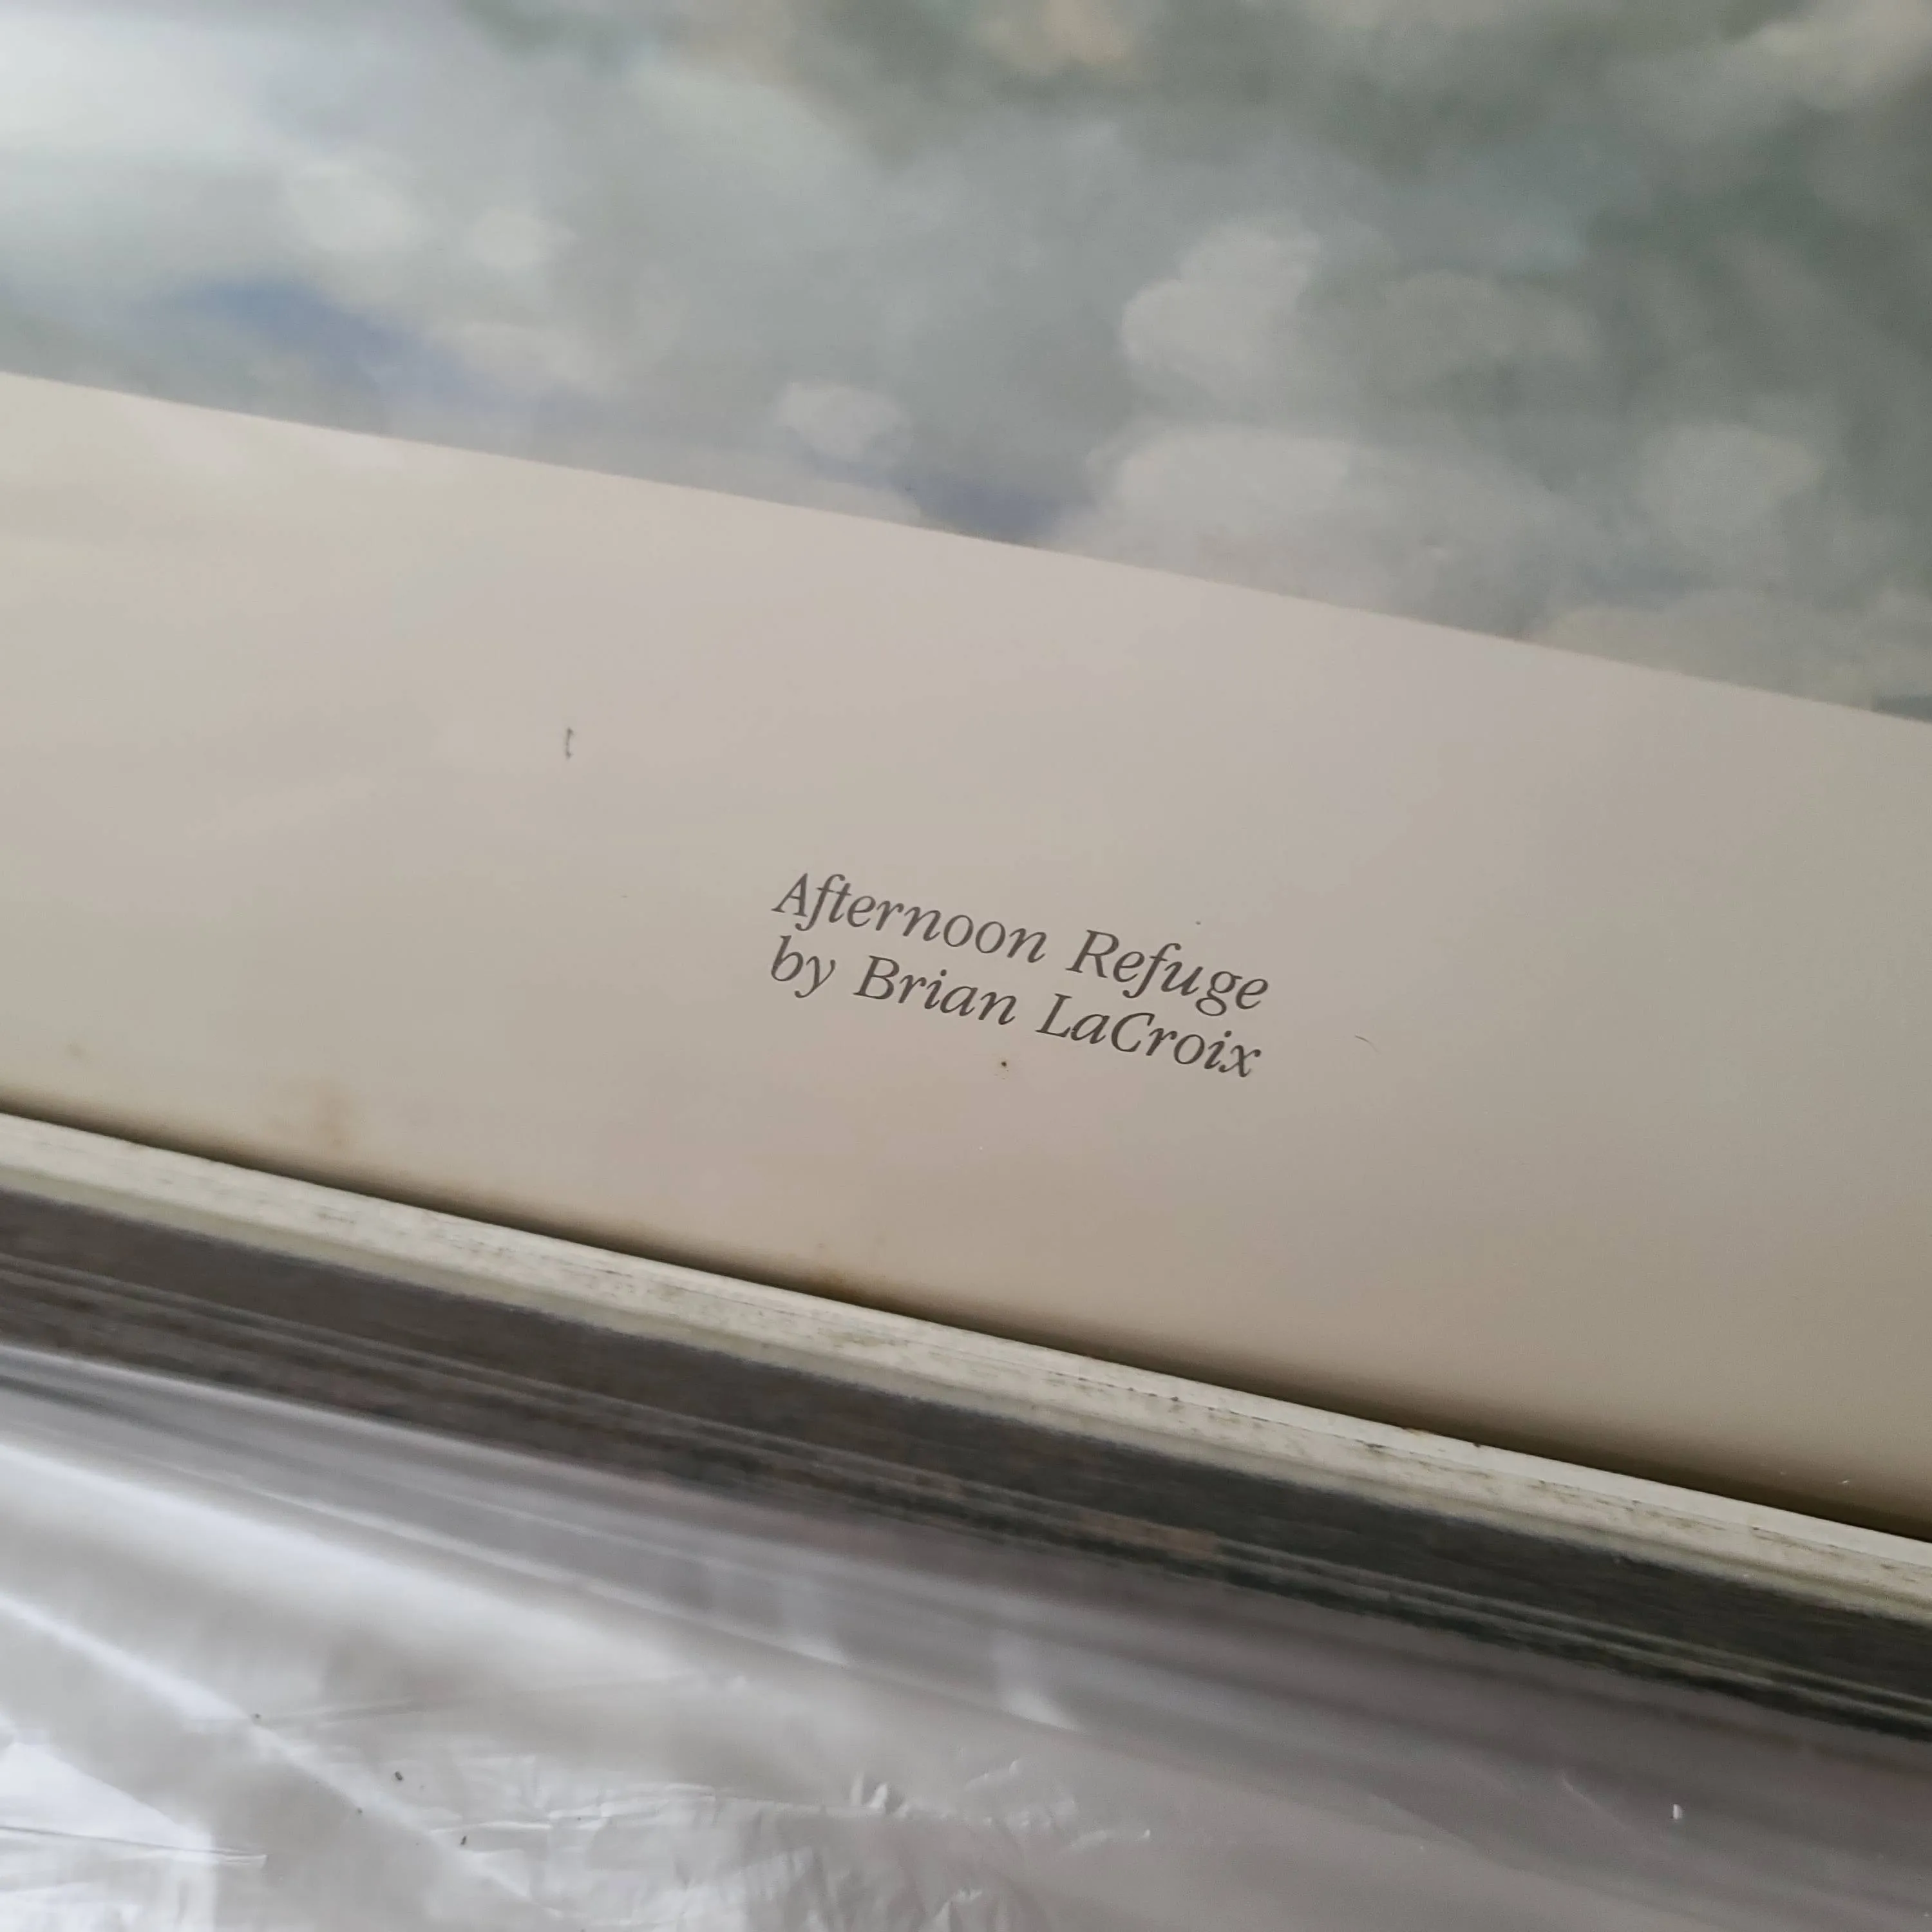 Afternoon Refuge
by Brian LaCroix